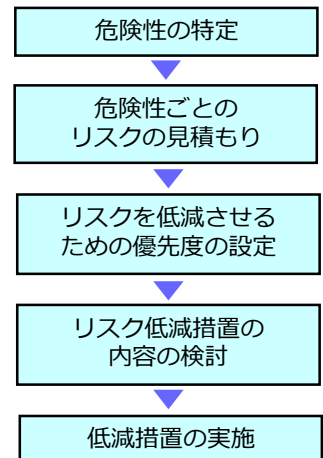 危険性の特定
危険性ごとの
リスクの見積もり
リスクを低減させる
ための優先度の設定
リスク低減措置の
内容の検討
低減措置の実施